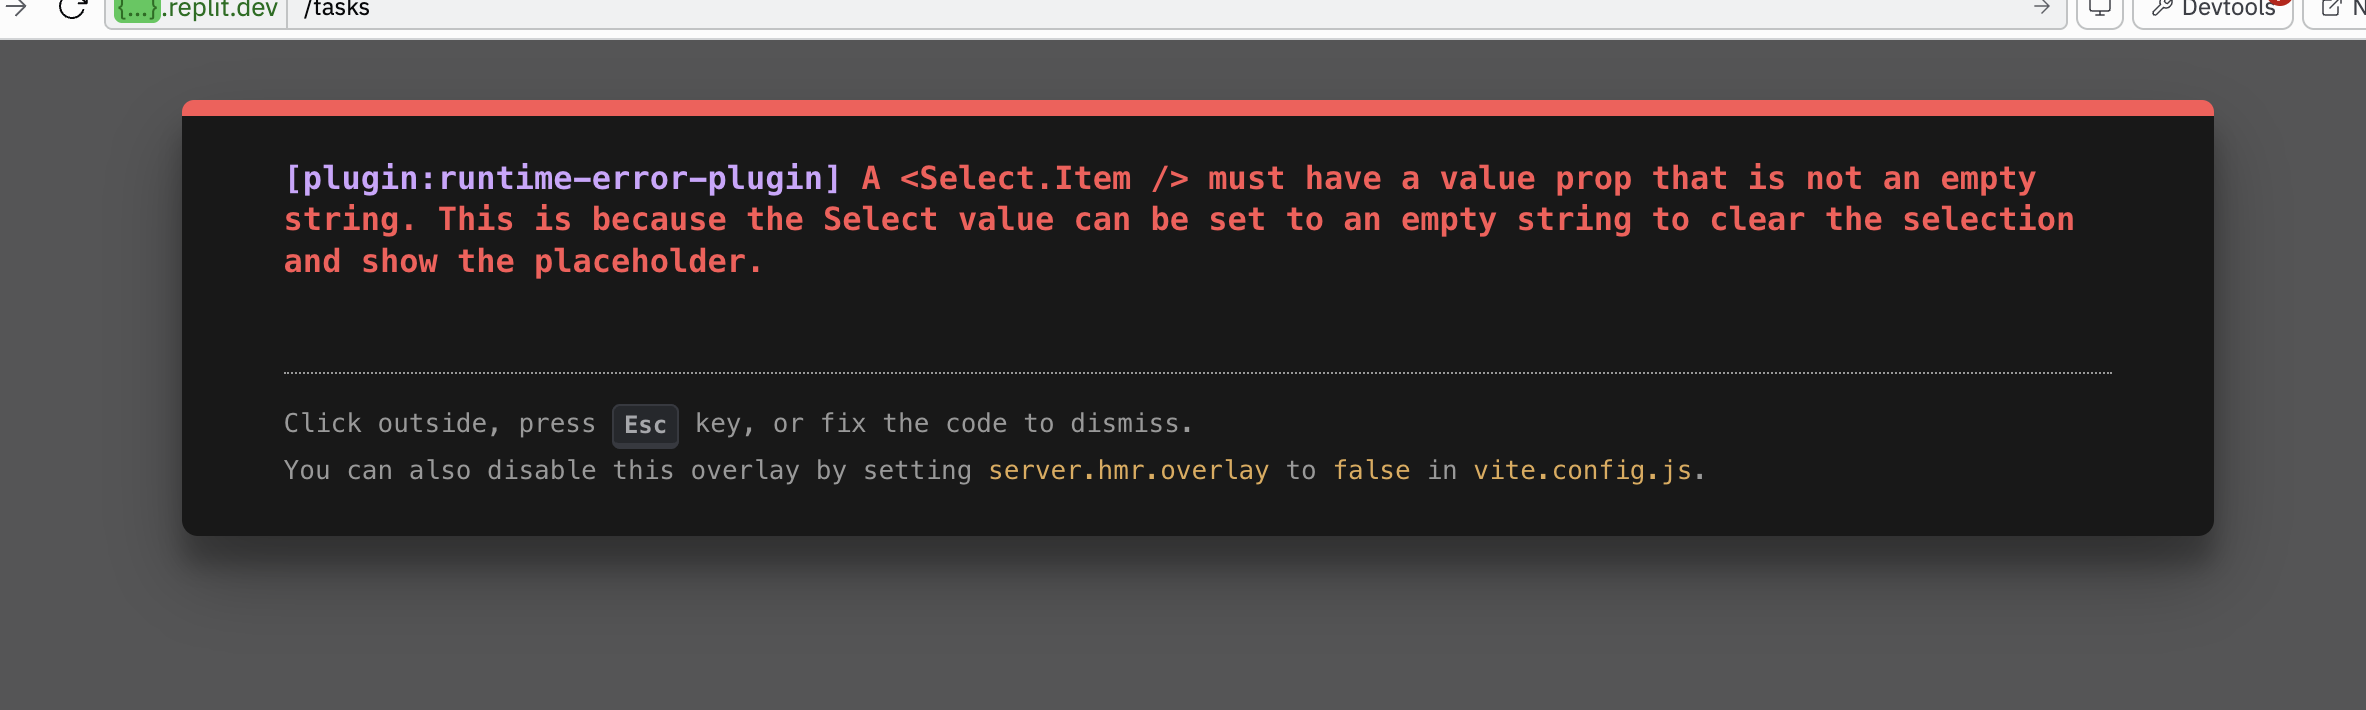 {...}.replit.dev /tasks Devtools N
[plugin:runtime-error-plugin] A <Select.Item /> must have a value prop that is not an empty
string. This is because the Select value can be set to an empty string to clear the selection
and show the placeholder.
Click outside, press Esc key, or fix the code to dismiss.
You can also disable this overlay by setting server.hmr.overlay to false in vite.config.js.